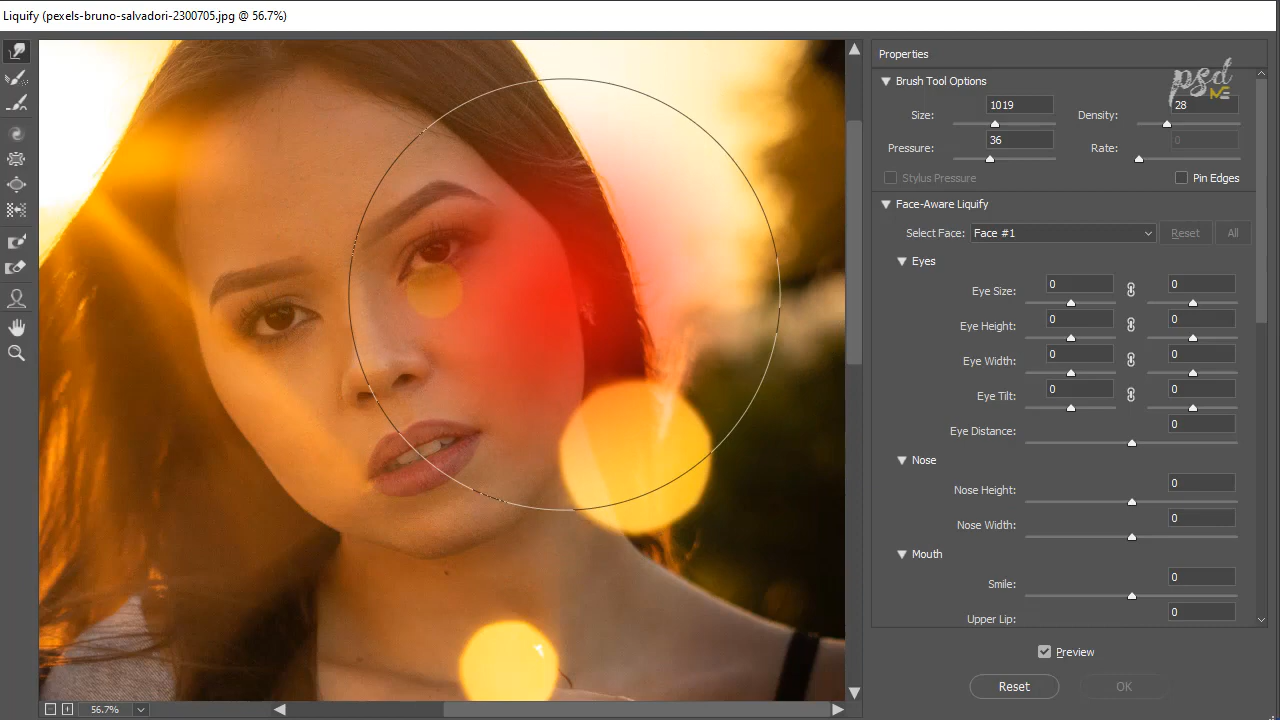 Liquify (pexels-bruno-salvadori-2300705.jpg @ 56.7%)
Properties
psd
ME
Brush Tool Options
Size: 1019 Density: 28
Pressure: 36 Rate: 0
Stylus Pressure Pin Edges
Face-Aware Liquify
Select Face: Face #1 Reset All
Eyes
Eye Size: 0 0
Eye Height: 0 0
Eye Width: 0 0
Eye Tilt: 0 0
Eye Distance: 0
Nose
Nose Height: 0
Nose Width: 0
Mouth
Smile: 0
Upper Lip: 0
Preview
Reset OK
56.7%